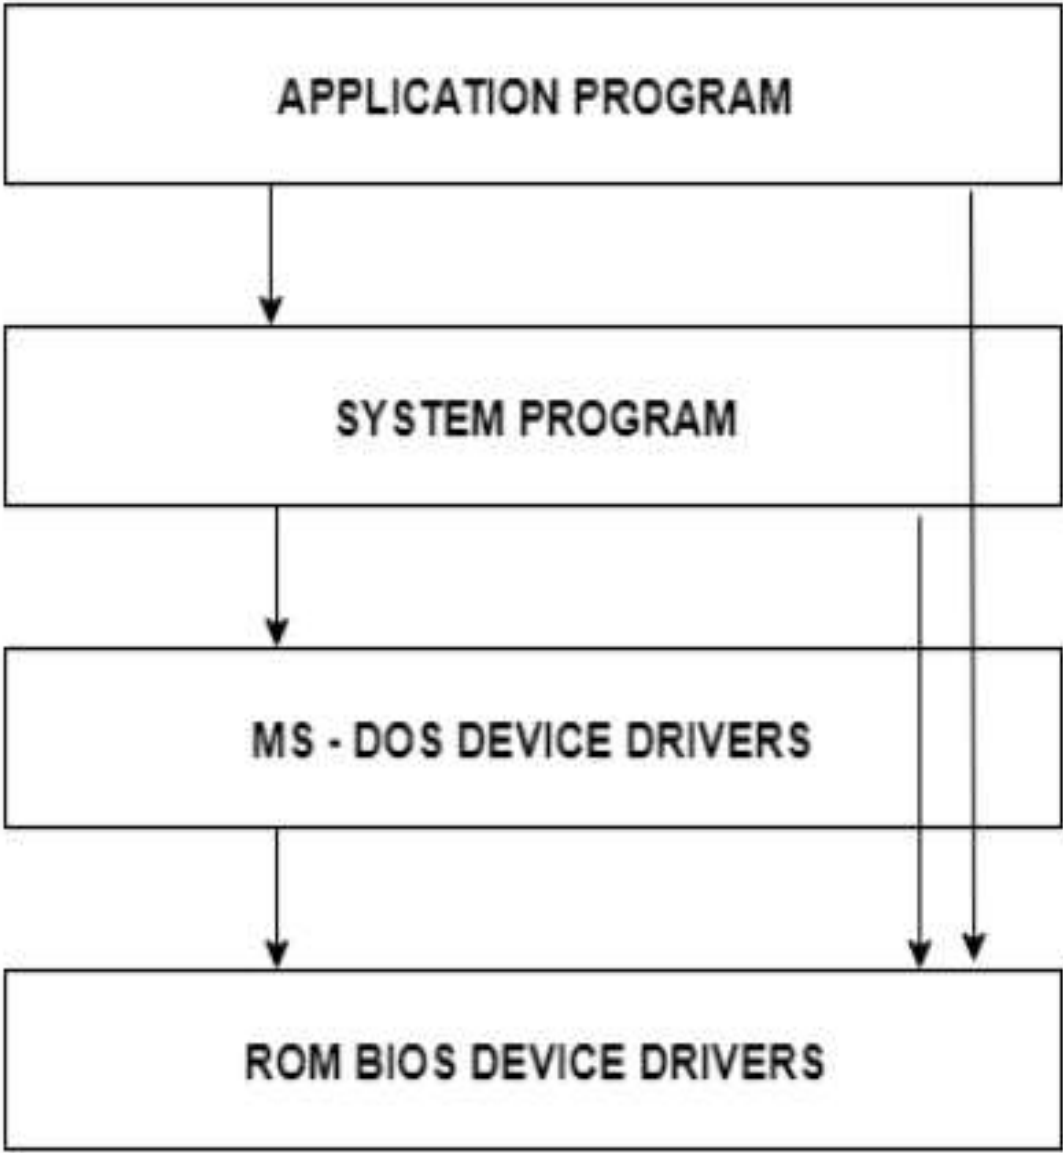 APPLICATION PROGRAM
SYSTEM PROGRAM
MS - DOS DEVICE DRIVERS
ROM BIOS DEVICE DRIVERS